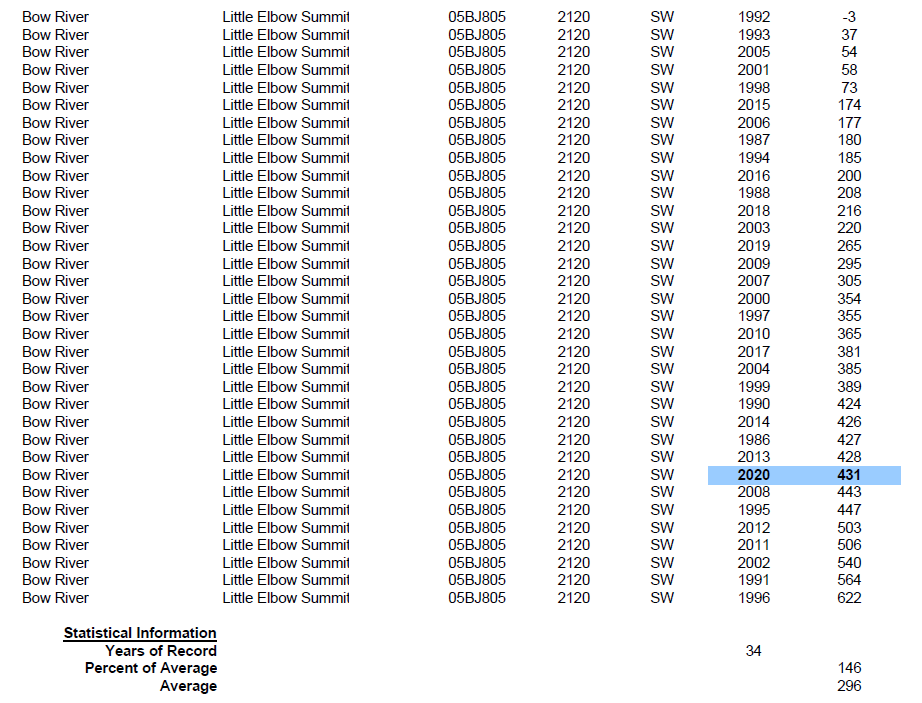 Bow River Little Elbow Summit 05BJ805 2120 SW 1992 -3
Bow River Little Elbow Summit 05BJ805 2120 SW 1993 37
Bow River Little Elbow Summit 05BJ805 2120 SW 2005 54
Bow River Little Elbow Summit 05BJ805 2120 SW 2001 58
Bow River Little Elbow Summit 05BJ805 2120 SW 1998 73
Bow River Little Elbow Summit 05BJ805 2120 SW 2015 174
Bow River Little Elbow Summit 05BJ805 2120 SW 2006 177
Bow River Little Elbow Summit 05BJ805 2120 SW 1987 180
Bow River Little Elbow Summit 05BJ805 2120 SW 1994 185
Bow River Little Elbow Summit 05BJ805 2120 SW 2016 200
Bow River Little Elbow Summit 05BJ805 2120 SW 1988 208
Bow River Little Elbow Summit 05BJ805 2120 SW 2018 216
Bow River Little Elbow Summit 05BJ805 2120 SW 2003 220
Bow River Little Elbow Summit 05BJ805 2120 SW 2019 265
Bow River Little Elbow Summit 05BJ805 2120 SW 2009 295
Bow River Little Elbow Summit 05BJ805 2120 SW 2007 305
Bow River Little Elbow Summit 05BJ805 2120 SW 2000 354
Bow River Little Elbow Summit 05BJ805 2120 SW 1997 355
Bow River Little Elbow Summit 05BJ805 2120 SW 2010 365
Bow River Little Elbow Summit 05BJ805 2120 SW 2017 381
Bow River Little Elbow Summit 05BJ805 2120 SW 2004 385
Bow River Little Elbow Summit 05BJ805 2120 SW 1999 389
Bow River Little Elbow Summit 05BJ805 2120 SW 1990 424
Bow River Little Elbow Summit 05BJ805 2120 SW 2014 426
Bow River Little Elbow Summit 05BJ805 2120 SW 1986 427
Bow River Little Elbow Summit 05BJ805 2120 SW 2013 428
Bow River Little Elbow Summit 05BJ805 2120 SW 2020 431
Bow River Little Elbow Summit 05BJ805 2120 SW 2008 443
Bow River Little Elbow Summit 05BJ805 2120 SW 1995 447
Bow River Little Elbow Summit 05BJ805 2120 SW 2012 503
Bow River Little Elbow Summit 05BJ805 2120 SW 2011 506
Bow River Little Elbow Summit 05BJ805 2120 SW 2002 540
Bow River Little Elbow Summit 05BJ805 2120 SW 1991 564
Bow River Little Elbow Summit 05BJ805 2120 SW 1996 622
Statistical Information
Years of Record 34
Percent of Average 146
Average 296